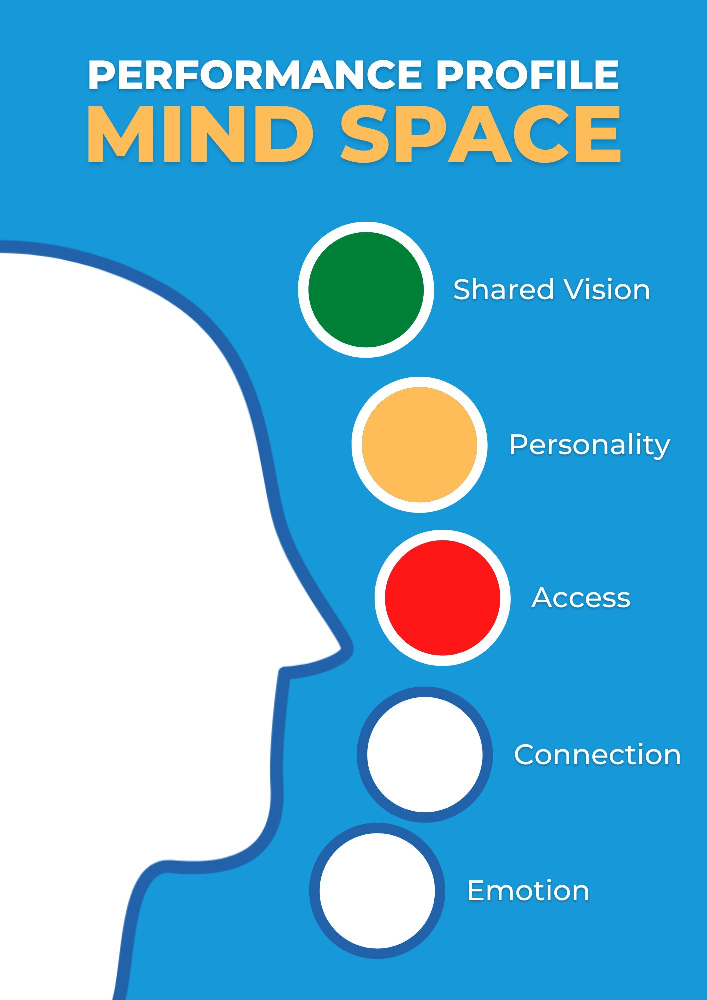 PERFORMANCE PROFILE
MIND SPACE
Shared Vision
Personality
Access
Connection
Emotion